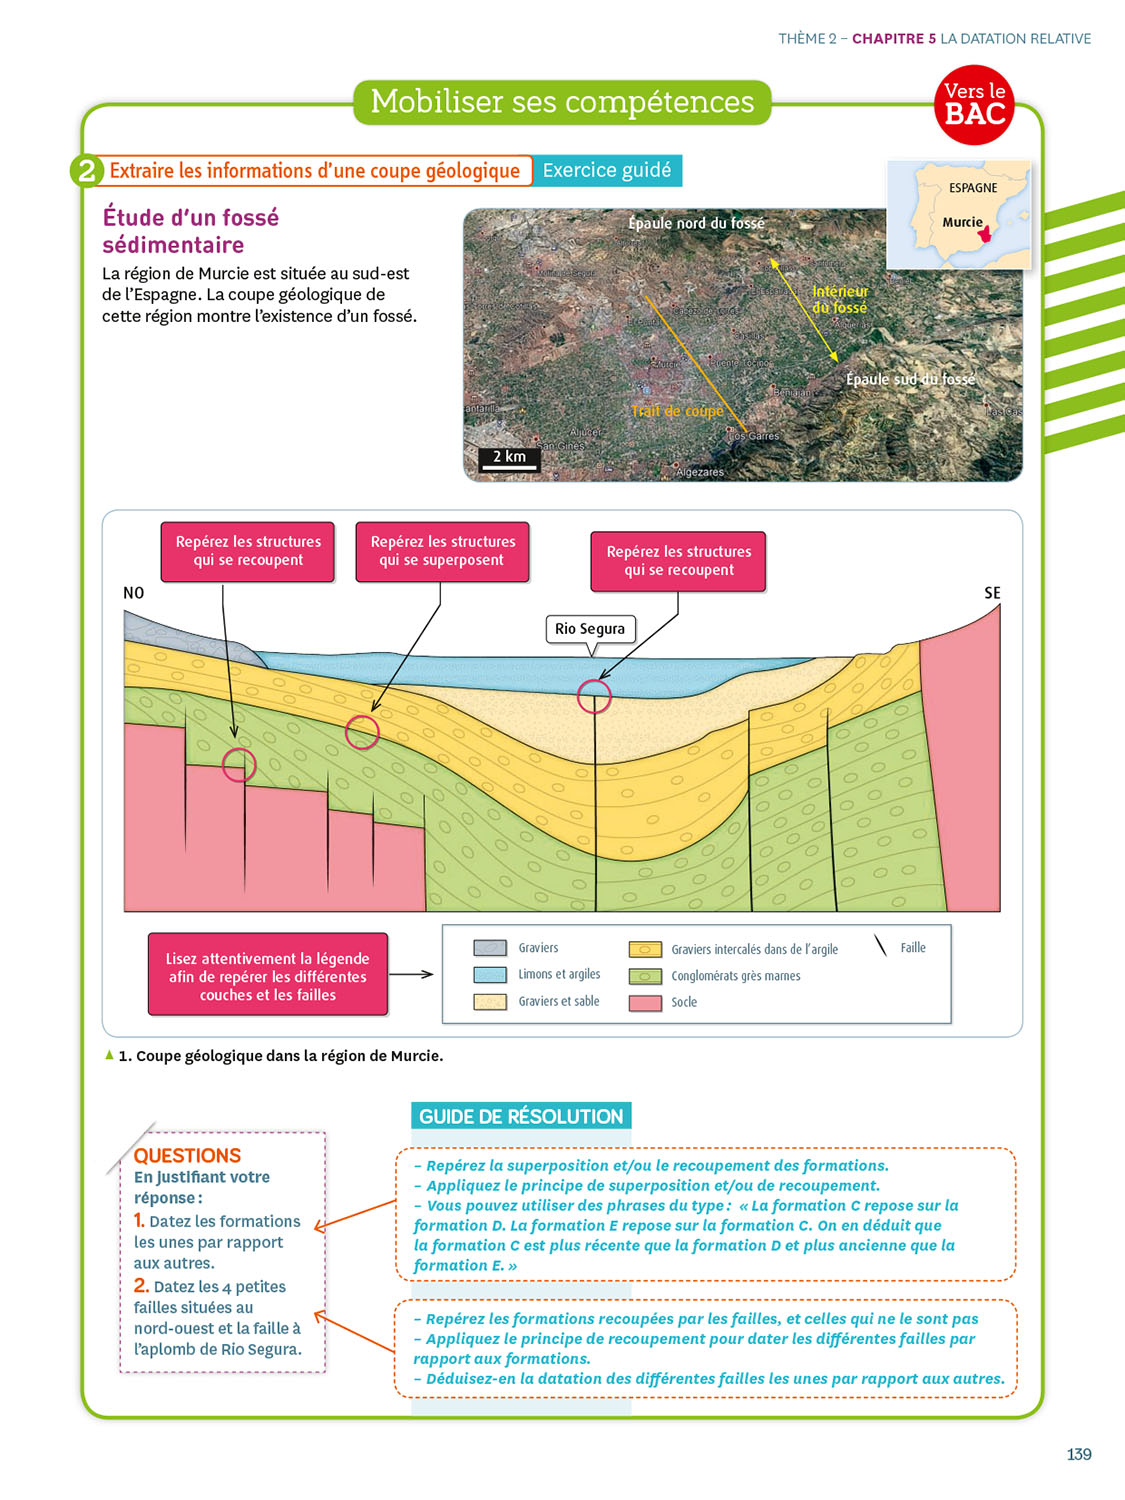 THÈME 2 – CHAPITRE 5 LA DATATION RELATIVE
Mobiliser ses compétences
Vers le
BAC
2 Extraire les informations d'une coupe géologique Exercice guidé
Étude d'un fossé
sédimentaire
La région de Murcie est située au sud-est
de l'Espagne. La coupe géologique de
cette région montre l'existence d'un fossé.
ESPAGNE
Murcie
Épaule nord du fossé
Intérieur
du fossé
Épaule sud du fossé
Trait de coupe
Beniajan
Los Garres
San Gines
Algezares
2 km
Repérez les structures
qui se recoupent
Repérez les structures
qui se superposent
Repérez les structures
qui se recoupent
NO
SE
Rio Segura
Lisez attentivement la légende
afin de repérer les différentes
couches et les failles
Graviers
Limons et argiles
Graviers et sable
Graviers intercalés dans de l'argile
Conglomérats grès marnes
Socle
Faille
1. Coupe géologique dans la région de Murcie.
GUIDE DE RÉSOLUTION
QUESTIONS
En justifiant votre
réponse :
1. Datez les formations
les unes par rapport
aux autres.
2. Datez les 4 petites
failles situées au
nord-ouest et la faille à
l'aplomb de Rio Segura.
– Repérez la superposition et/ou le recoupement des formations.
– Appliquez le principe de superposition et/ou de recoupement.
– Vous pouvez utiliser des phrases du type : « La formation C repose sur la
formation D. La formation E repose sur la formation C. On en déduit que
la formation C est plus récente que la formation D et plus ancienne que la
formation E. »
– Repérez les formations recoupées par les failles, et celles qui ne le sont pas
– Appliquez le principe de recoupement pour dater les différentes failles par
rapport aux formations.
– Déduisez-en la datation des différentes failles les unes par rapport aux autres.
139